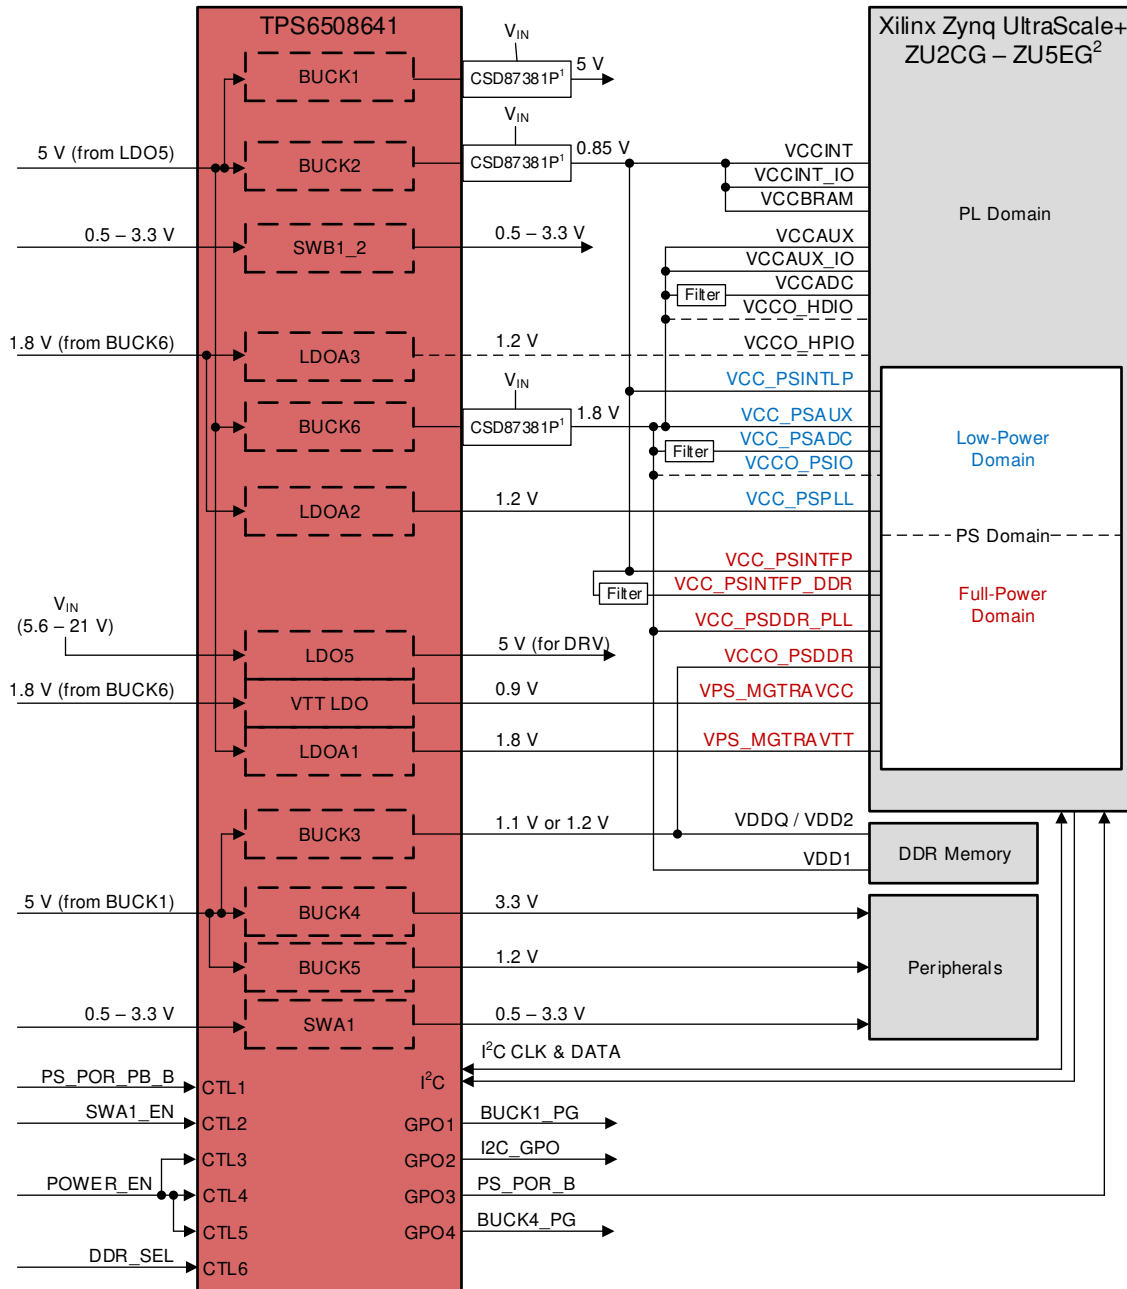 TPS6508641
Xilinx Zynq UltraScale+
ZU2CG – ZU5EG²
V_IN
BUCK1
CSD87381P¹
5 V
V_IN
5 V (from LDO5)
BUCK2
CSD87381P¹
0.85 V
VCCINT
VCCINT_IO
VCCBRAM
PL Domain
0.5 – 3.3 V
SWB1_2
0.5 – 3.3 V
VCCAUX
VCCAUX_IO
Filter
VCCADC
VCCO_HDIO
1.8 V (from BUCK6)
LDOA3
1.2 V
VCCO_HPIO
V_IN
VCC_PSINTLP
BUCK6
CSD87381P¹
1.8 V
VCC_PSAUX
Filter
VCC_PSADC
VCCO_PSIO
Low-Power
Domain
LDOA2
1.2 V
VCC_PSPLL
PS Domain
VCC_PSINTFP
Filter
VCC_PSINTFP_DDR
Full-Power
Domain
V_IN
(5.6 – 21 V)
VCC_PSDDR_PLL
LDO5
5 V (for DRV)
VCCO_PSDDR
1.8 V (from BUCK6)
VTT LDO
0.9 V
VPS_MGTRAVCC
LDOA1
1.8 V
VPS_MGTRAVTT
BUCK3
1.1 V or 1.2 V
VDDQ / VDD2
VDD1
DDR Memory
5 V (from BUCK1)
BUCK4
3.3 V
BUCK5
1.2 V
Peripherals
0.5 – 3.3 V
SWA1
0.5 – 3.3 V
I²C CLK & DATA
PS_POR_PB_B
CTL1
I²C
SWA1_EN
CTL2
GPO1
BUCK1_PG
CTL3
GPO2
I2C_GPO
POWER_EN
CTL4
GPO3
PS_POR_B
CTL5
GPO4
BUCK4_PG
DDR_SEL
CTL6